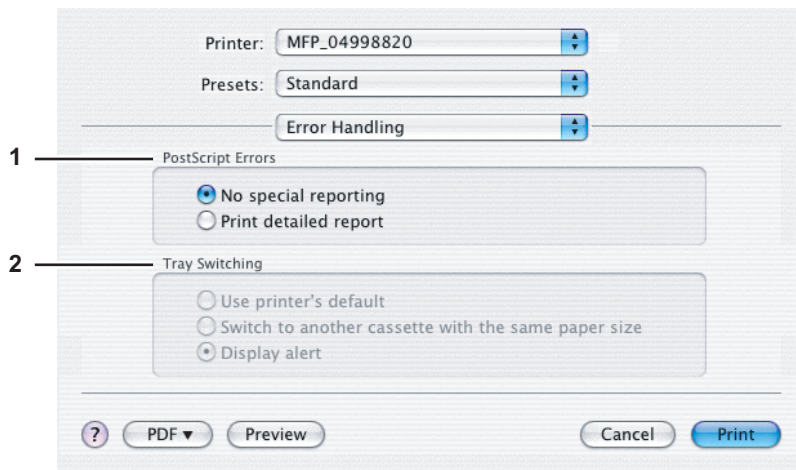 Printer: MFP_04998820
Presets: Standard
Error Handling
1 PostScript Errors
No special reporting
Print detailed report
2 Tray Switching
Use printer's default
Switch to another cassette with the same paper size
Display alert
? PDF ▼ Preview Cancel Print